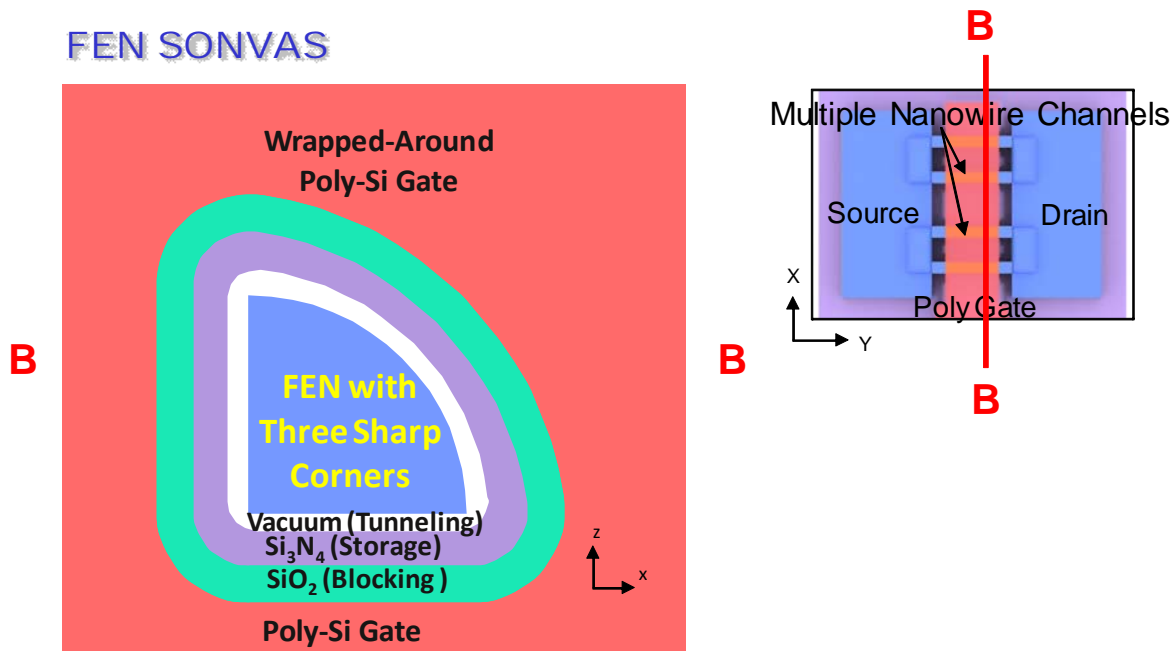 FEN SONVAS
Wrapped-Around
Poly-Si Gate
FEN with
Three Sharp
Corners
Vacuum (Tunneling)
Si₃N₄ (Storage)
SiO₂ (Blocking )
Poly-Si Gate
B
B
z
x
B
Multiple Nanowire Channels
Source
Drain
Poly Gate
X
Y
B